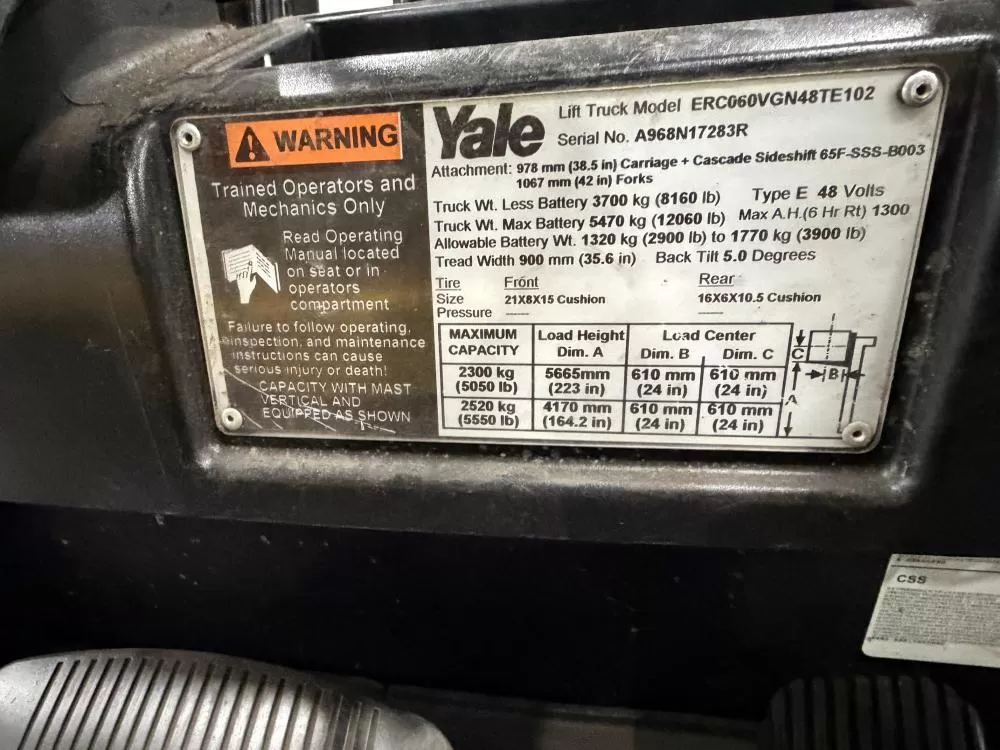 WARNING
Trained Operators and
Mechanics Only
Read Operating
Manual located
on seat or in
operators
compartment
Failure to follow operating,
inspection, and maintenance
instructions can cause
serious injury or death!
CAPACITY WITH MAST
VERTICAL AND
EQUIPPED AS SHOWN
Yale
Lift Truck Model ERC060VGN48TE102
Serial No. A968N17283R
Attachment: 978 mm (38.5 in) Carriage + Cascade Sideshift 65F-SSS-B003
1067 mm (42 in) Forks
Truck Wt. Less Battery 3700 kg (8160 lb) Type E 48 Volts
Truck Wt. Max Battery 5470 kg (12060 lb) Max A.H.(6 Hr Rt) 1300
Allowable Battery Wt. 1320 kg (2900 lb) to 1770 kg (3900 lb)
Tread Width 900 mm (35.6 in) Back Tilt 5.0 Degrees
Tire Front Rear
Size 21X8X15 Cushion 16X6X10.5 Cushion
Pressure ----- -----
MAXIMUM CAPACITY Load Height Dim. A Load Center Dim. B Dim. C
2300 kg (5050 lb) 5665mm (223 in) 610 mm (24 in) 610 mm (24 in)
2520 kg (5550 lb) 4170 mm (164.2 in) 610 mm (24 in) 610 mm (24 in)
C
B
A
CSS